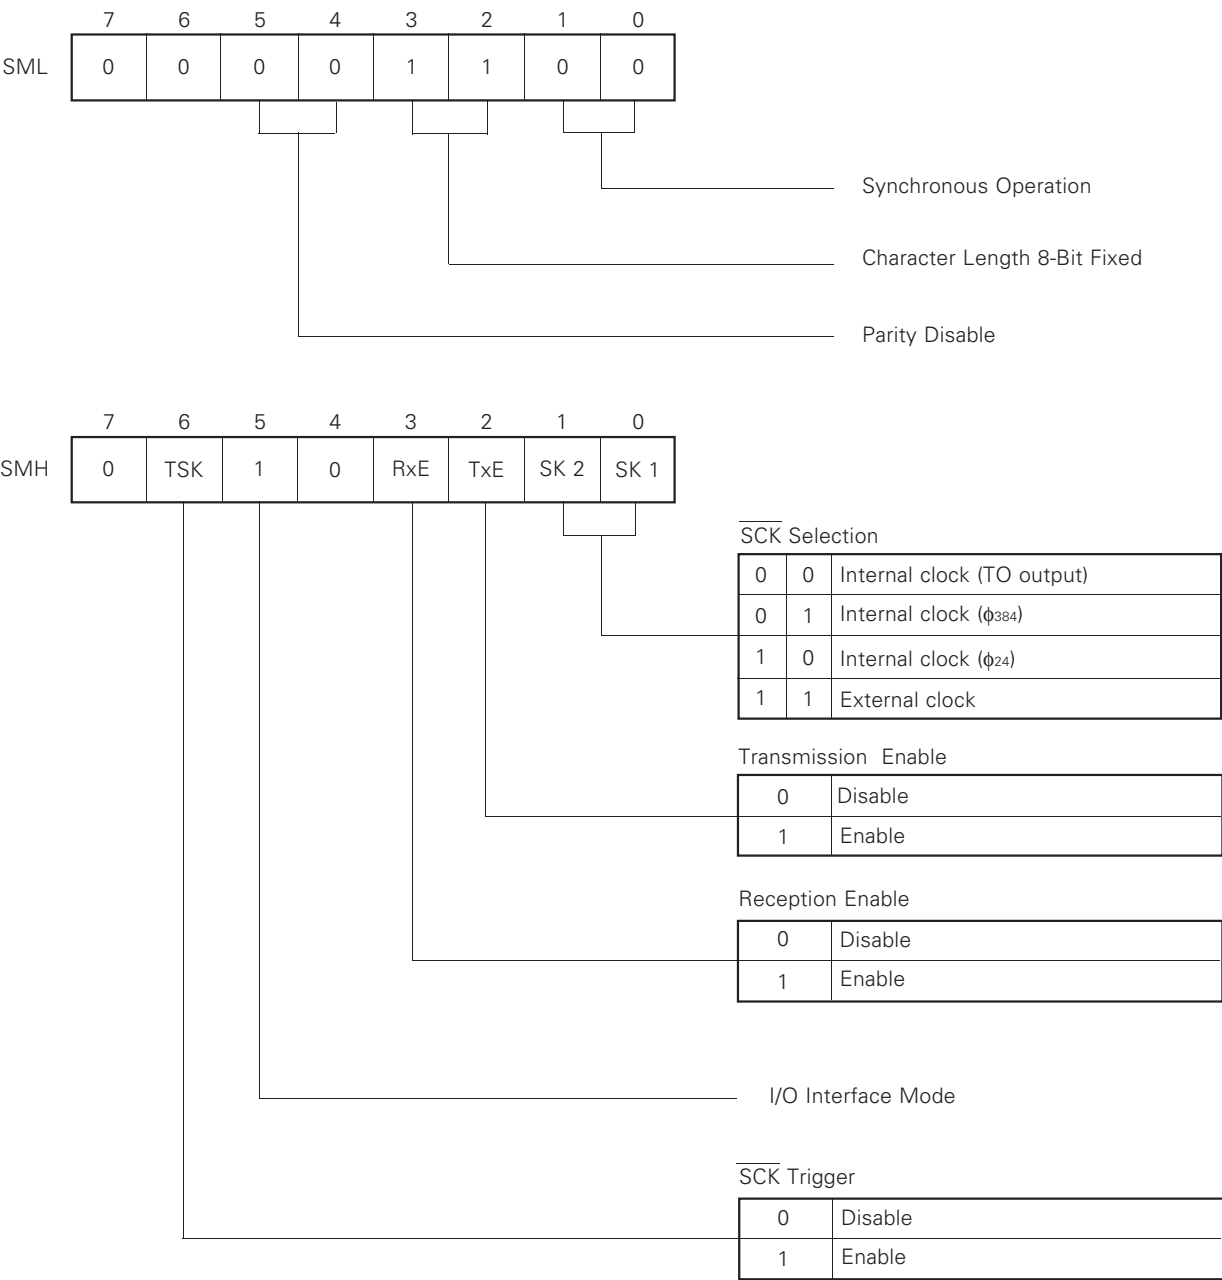 7 6 5 4 3 2 1 0
SML 0 0 0 0 1 1 0 0
Synchronous Operation
Character Length 8-Bit Fixed
Parity Disable
7 6 5 4 3 2 1 0
SMH 0 TSK 1 0 RxE TxE SK 2 SK 1
SCK Selection
0 0 Internal clock (TO output)
0 1 Internal clock (ϕ384)
1 0 Internal clock (ϕ24)
1 1 External clock
Transmission Enable
0 Disable
1 Enable
Reception Enable
0 Disable
1 Enable
I/O Interface Mode
SCK Trigger
0 Disable
1 Enable